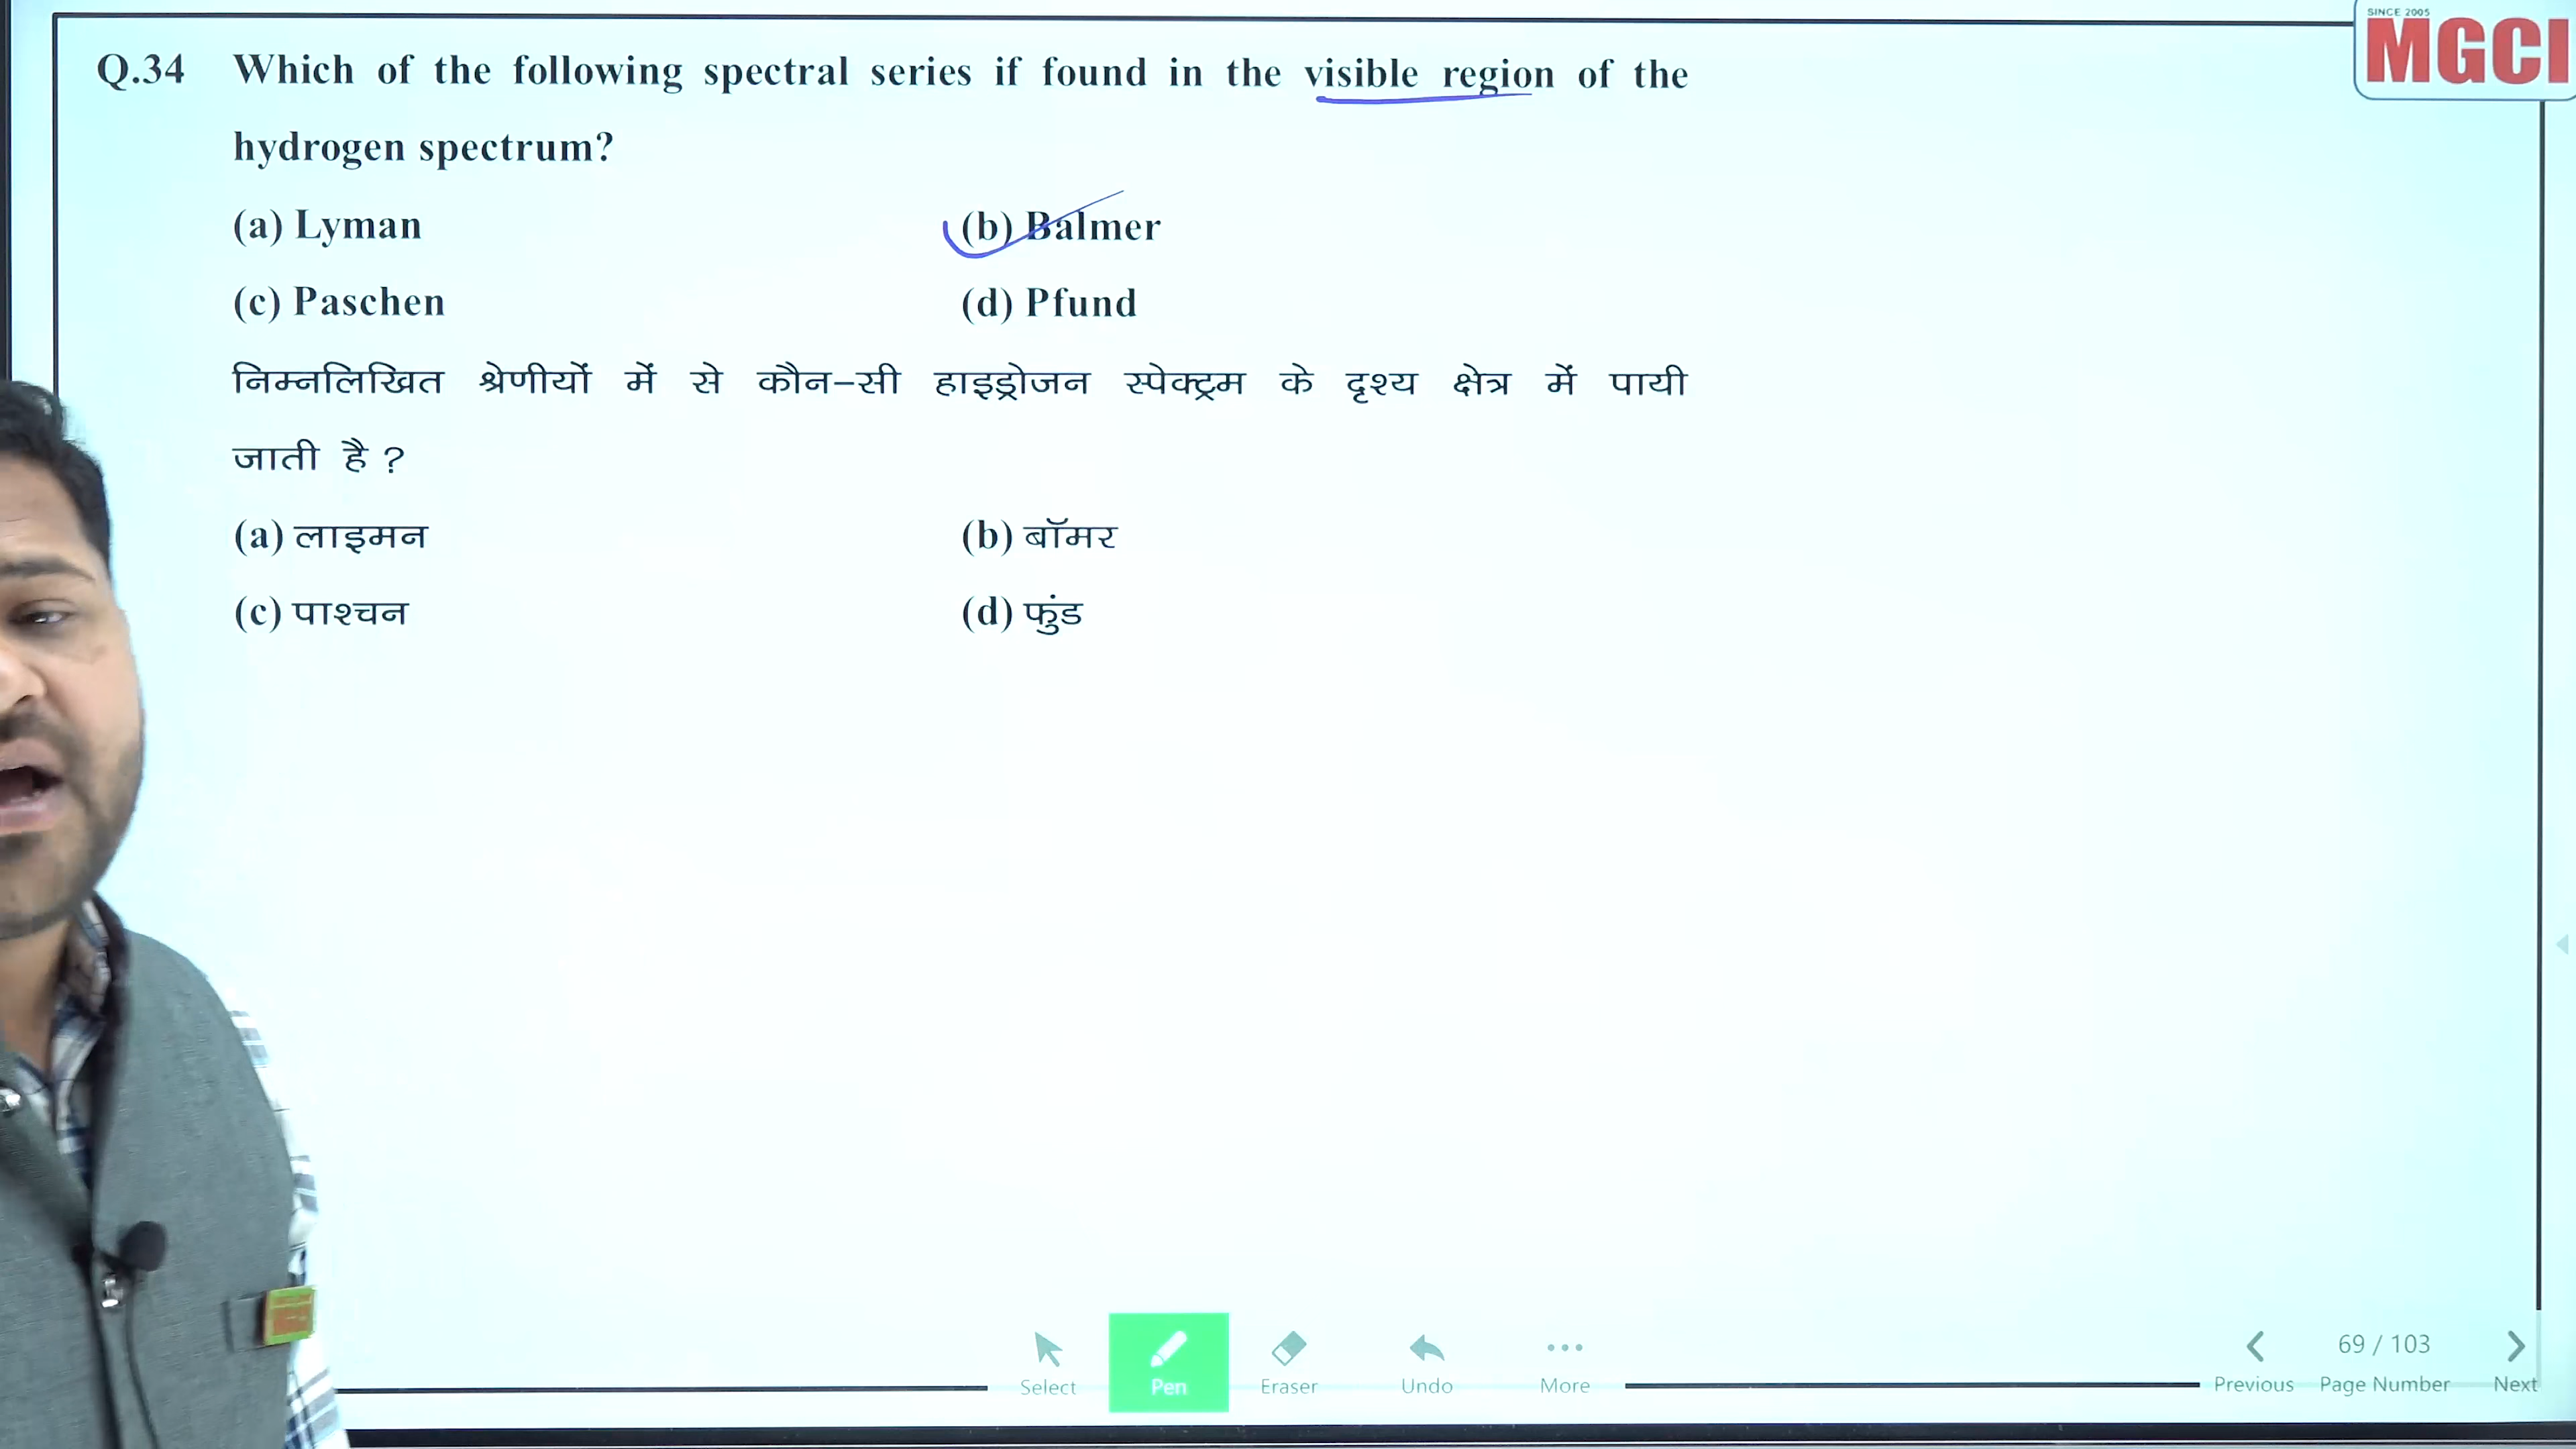 SINCE 2005
MGCI
Q.34 Which of the following spectral series if found in the visible region of the
hydrogen spectrum?
(a) Lyman (b) Balmer
(c) Paschen (d) Pfund
निम्नलिखित श्रेणीयों में से कौन–सी हाइड्रोजन स्पेक्ट्रम के दृश्य क्षेत्र में पायी
जाती है ?
(a) लाइमन (b) बॉमर
(c) पाश्चन (d) फुंड
69 / 103
Select Pen Eraser Undo More Previous Page Number Next